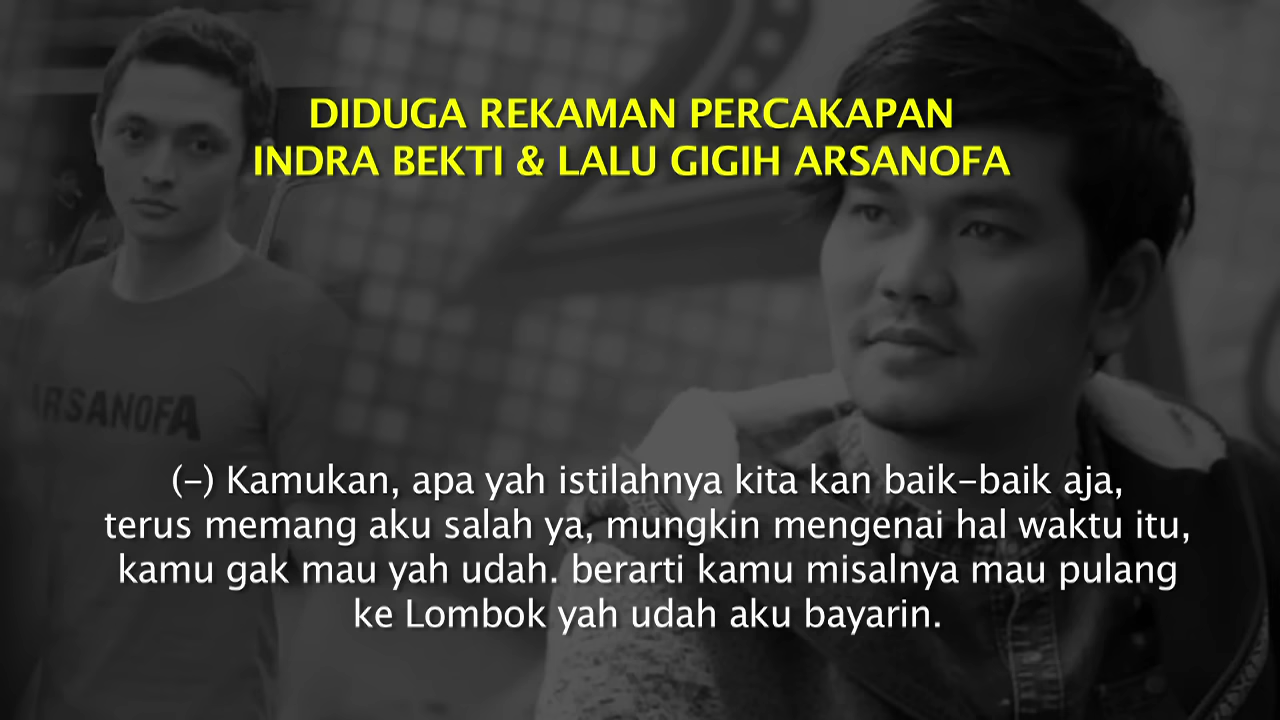 DIDUGA REKAMAN PERCAKAPAN
INDRA BEKTI & LALU GIGIH ARSANOFA
ARSANOFA
(-) Kamukan, apa yah istilahnya kita kan baik-baik aja,
terus memang aku salah ya, mungkin mengenai hal waktu itu,
kamu gak mau yah udah. berarti kamu misalnya mau pulang
ke Lombok yah udah aku bayarin.